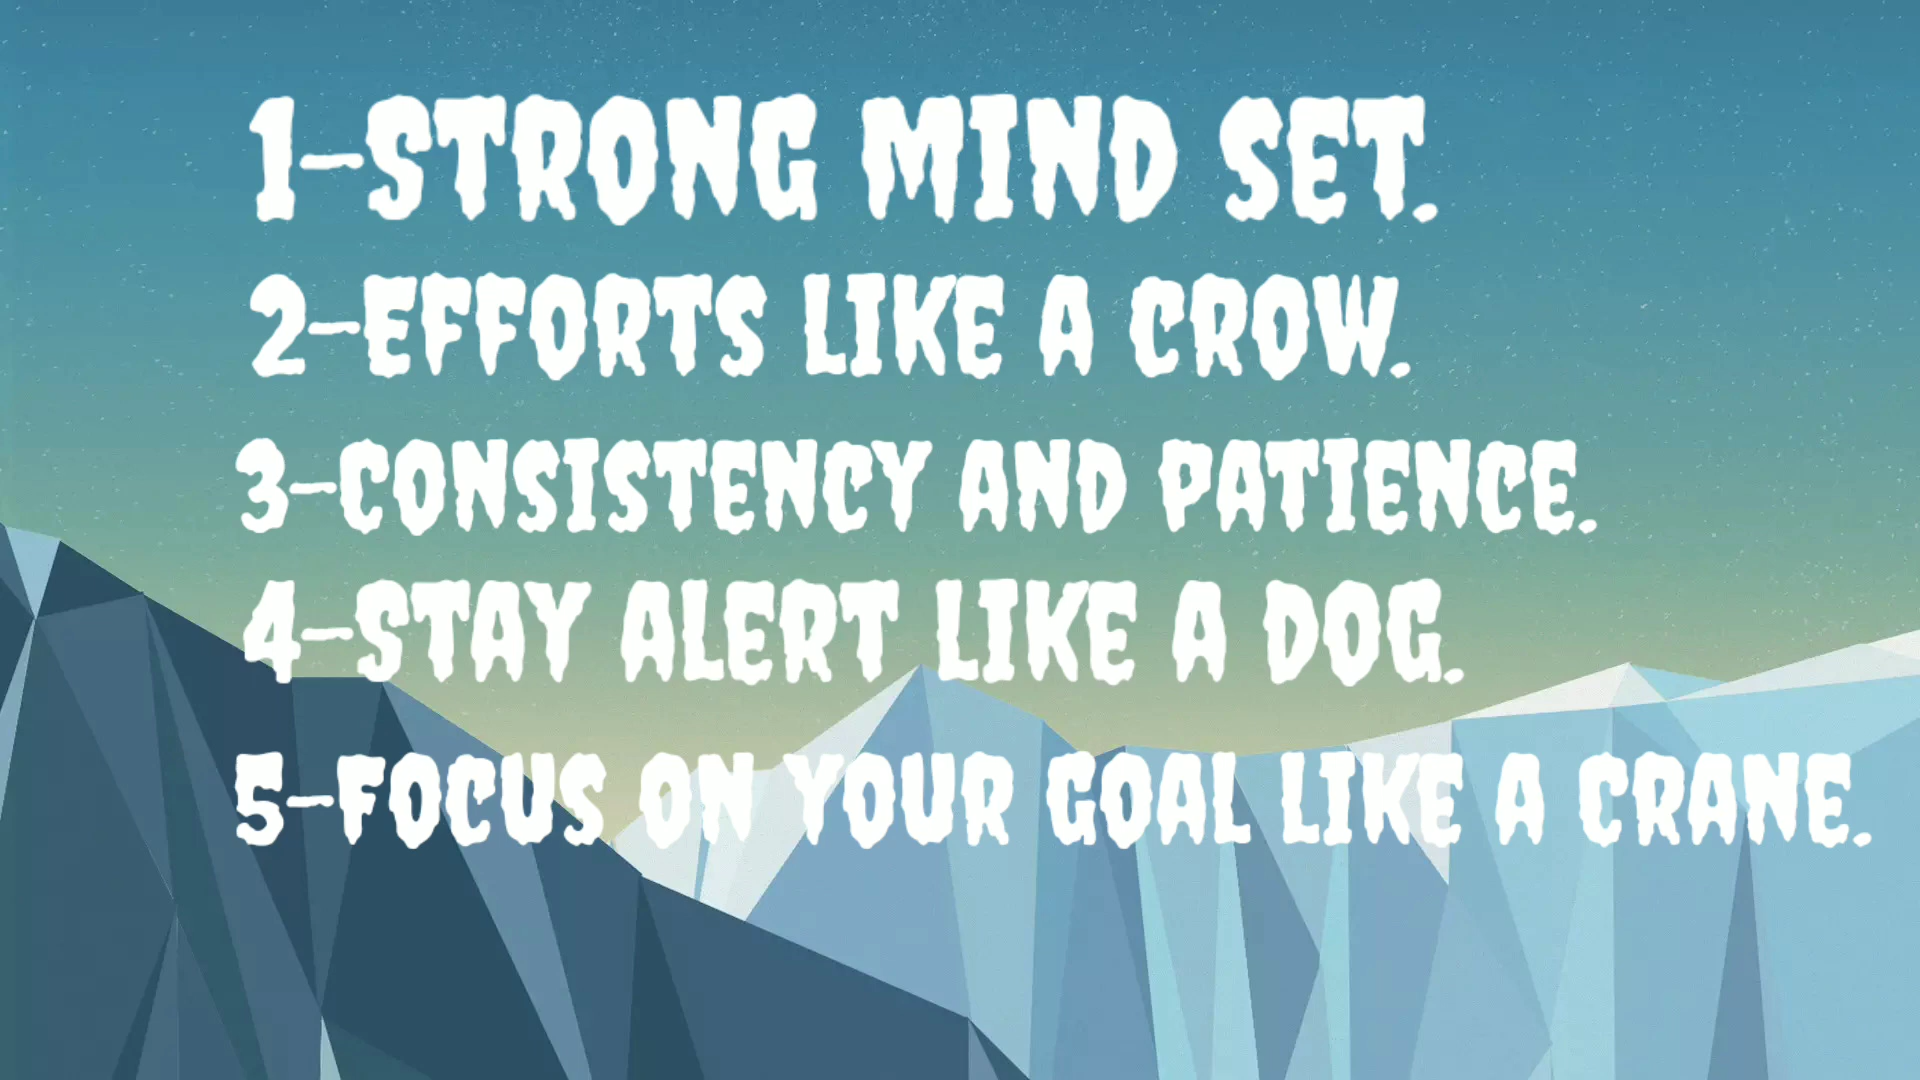 1-STRONG MIND SET.
2-EFFORTS LIKE A CROW.
3-CONSISTENCY AND PATIENCE.
4-STAY ALERT LIKE A DOG.
5-FOCUS ON YOUR GOAL LIKE A CRANE.